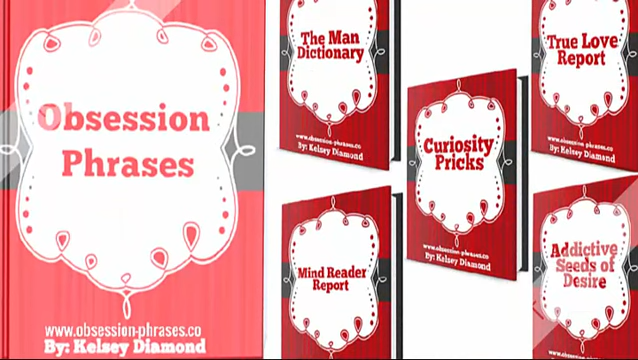 Obsession
Phrases
www.obsession-phrases.co
By: Kelsey Diamond
The Man
Dictionary
www.obsession-phrases.co
By: Kelsey Diamond
Mind Reader
Report
Curiosity
Pricks
www.obsession-phrases.co
By: Kelsey Diamond
True Love
Report
www.obsession-phrases.co
By: Kelsey Diamond
Addictive
Seeds of
Desire